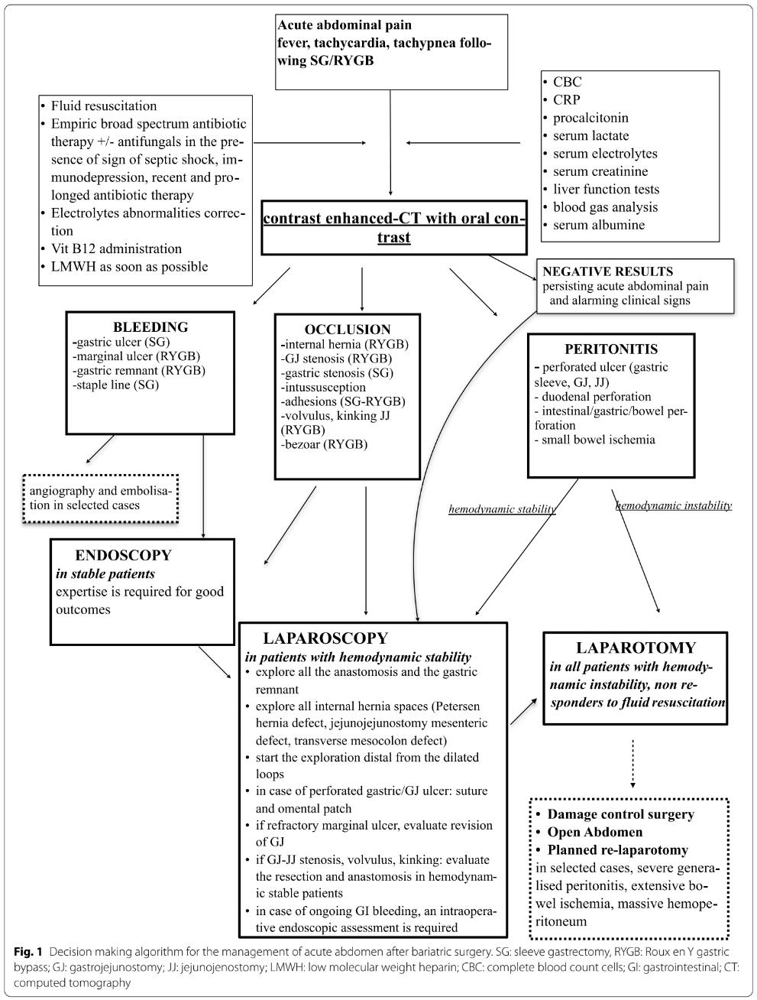 Acute abdominal pain
fever, tachycardia, tachypnea follo-
wing SG/RYGB
• Fluid resuscitation
• Empiric broad spectrum antibiotic
therapy +/- antifungals in the pre-
sence of sign of septic shock, im-
munodepression, recent and pro-
longed antibiotic therapy
• Electrolytes abnormalities correc-
tion
• Vit B12 administration
• LMWH as soon as possible
• CBC
• CRP
• procalcitonin
• serum lactate
• serum electrolytes
• serum creatinine
• liver function tests
• blood gas analysis
• serum albumine
contrast enhanced-CT with oral con-
trast
NEGATIVE RESULTS
persisting acute abdominal pain
and alarming clinical signs
BLEEDING
-gastric ulcer (SG)
-marginal ulcer (RYGB)
-gastric remnant (RYGB)
-staple line (SG)
OCCLUSION
-internal hernia (RYGB)
-GJ stenosis (RYGB)
-gastric stenosis (SG)
-intussusception
-adhesions (SG-RYGB)
-volvulus, kinking JJ
(RYGB)
-bezoar (RYGB)
PERITONITIS
- perforated ulcer (gastric
sleeve, GJ, JJ)
- duodenal perforation
- intestinal/gastric/bowel per-
foration
- small bowel ischemia
angiography and embolisa-
tion in selected cases
hemodynamic stability
hemodynamic instability
ENDOSCOPY
in stable patients
expertise is required for good
outcomes
LAPAROSCOPY
in patients with hemodynamic stability
• explore all the anastomosis and the gastric
remnant
• explore all internal hernia spaces (Petersen
hernia defect, jejunojejunostomy mesenteric
defect, transverse mesocolon defect)
• start the exploration distal from the dilated
loops
• in case of perforated gastric/GJ ulcer: suture
and omental patch
• if refractory marginal ulcer, evaluate revision
of GJ
• if GJ-JJ stenosis, volvulus, kinking: evaluate
the resection and anastomosis in hemodynam-
ic stable patients
• in case of ongoing GI bleeding, an intraopera-
tive endoscopic assessment is required
LAPAROTOMY
in all patients with hemody-
namic instability, non re-
sponders to fluid resuscitation
• Damage control surgery
• Open Abdomen
• Planned re-laparotomy
in selected cases, severe genera-
lised peritonitis, extensive bo-
wel ischemia, massive hemope-
ritoneum
Fig. 1 Decision making algorithm for the management of acute abdomen after bariatric surgery. SG: sleeve gastrectomy, RYGB: Roux en Y gastric
bypass; GJ: gastrojejunostomy; JJ: jejunojenostomy; LMWH: low molecular weight heparin; CBC: complete blood count cells; GI: gastrointestinal; CT:
computed tomography